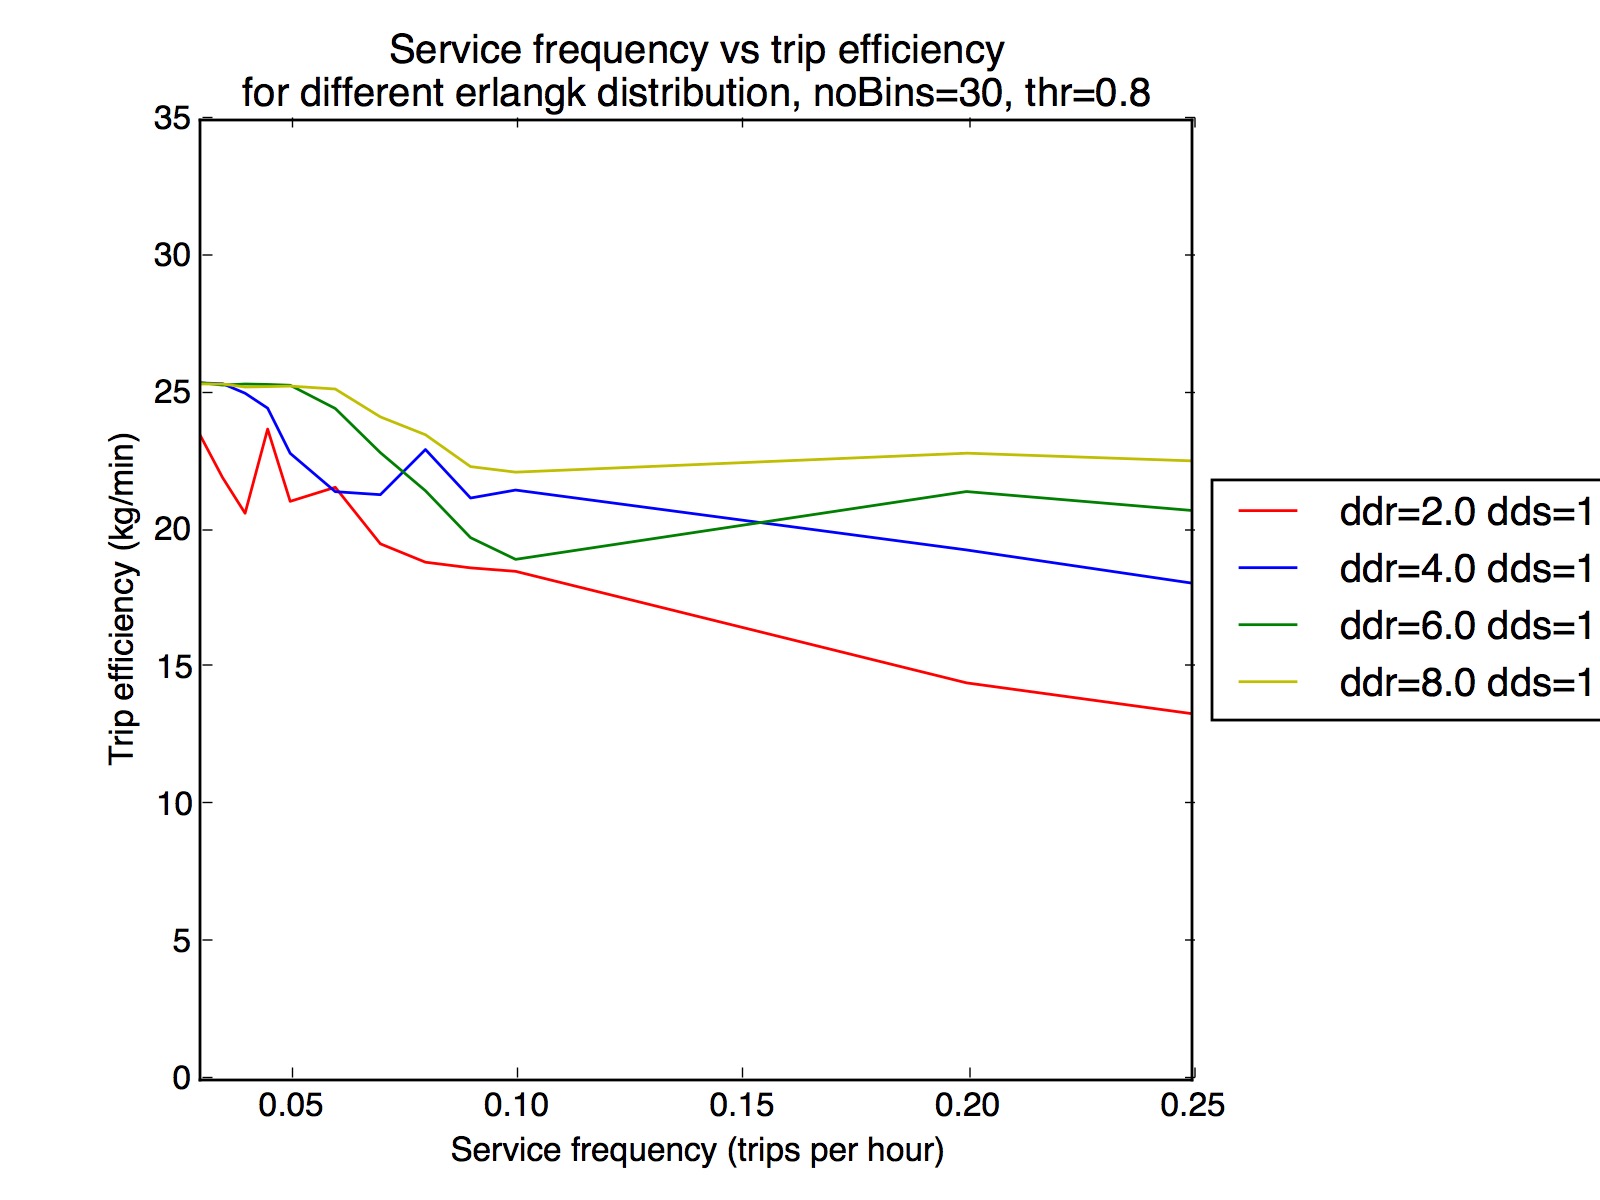 Service frequency vs trip efficiency
for different erlangk distribution, noBins=30, thr=0.8
35
30
25
20
15
10
5
0
Trip efficiency (kg/min)
0.05 0.10 0.15 0.20 0.25
Service frequency (trips per hour)
ddr=2.0 dds=1
ddr=4.0 dds=1
ddr=6.0 dds=1
ddr=8.0 dds=1